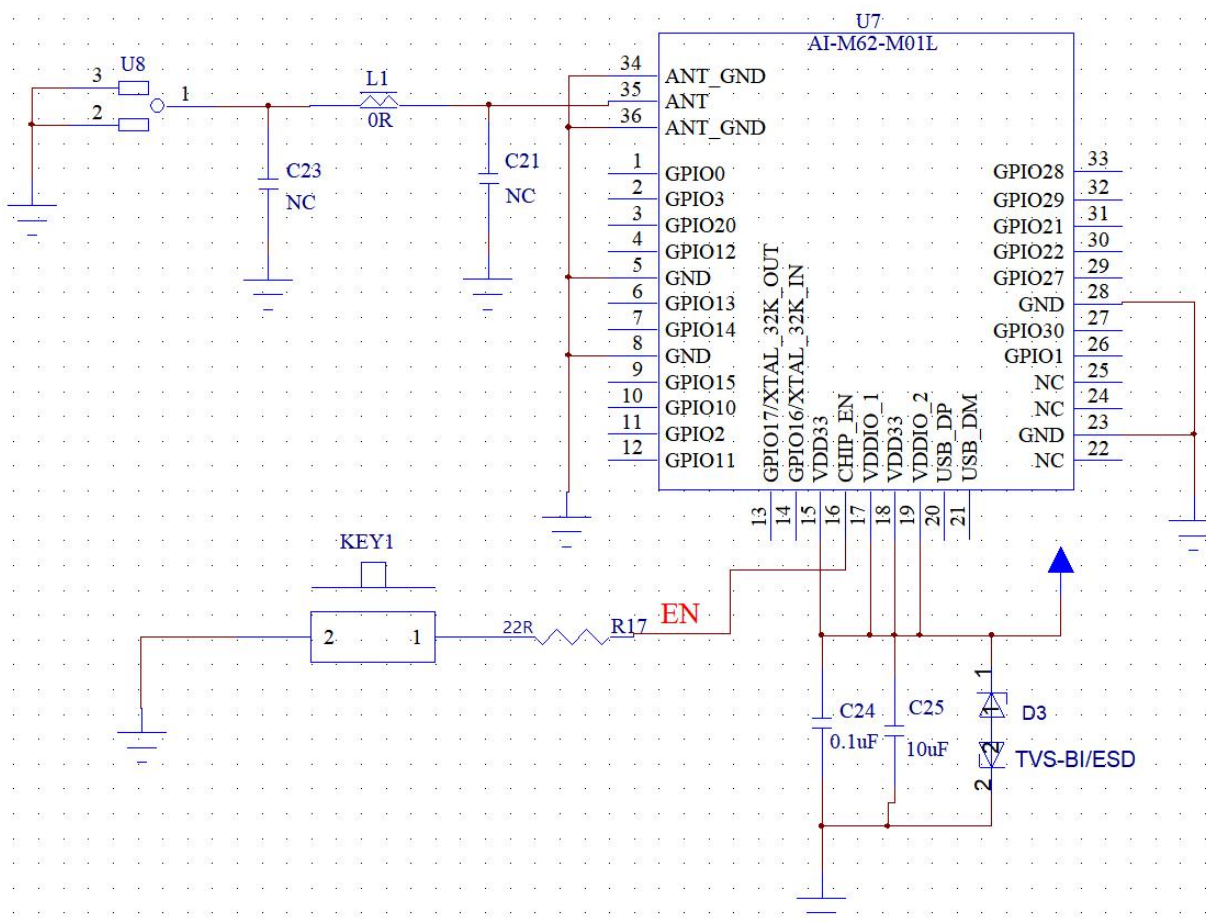 U7
AI-M62-M01L
U8
3
2
1
L1
0R
C23
NC
C21
NC
34 ANT_GND
35 ANT
36 ANT_GND
1 GPIO0
2 GPIO3
3 GPIO20
4 GPIO12
5 GND
6 GPIO13
7 GPIO14
8 GND
9 GPIO15
10 GPIO10
11 GPIO2
12 GPIO11
GPIO28 33
GPIO29 32
GPIO21 31
GPIO22 30
GPIO27 29
GND 28
GPIO30 27
GPIO1 26
NC 25
NC 24
GND 23
NC 22
GPIO17/XTAL_32K_OUT 13
GPIO16/XTAL_32K_IN 14
VDD33 15
CHIP_EN 16
VDDIO_1 17
VDD33 18
VDDIO_2 19
USB_DP 20
USB_DM 21
KEY1
2 1
22R
R17
EN
C24
0.1uF
C25
10uF
1
1
D3
2
TVS-BI/ESD
2